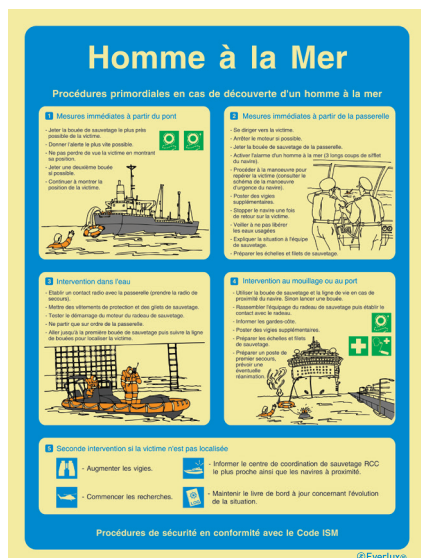 Homme à la Mer
Procédures primordiales en cas de découverte d'un homme à la mer
1 Mesures immédiates à partir du pont
- Jeter la bouée de sauvetage le plus près
possible de la victime.
- Donner l'alerte le plus vite possible.
- Ne pas perdre de vue la victime en montrant
sa position.
- Jeter une deuxième bouée
si possible.
- Continuer à montrer la
position de la victime.
2 Mesures immédiates à partir de la passerelle
- Se diriger vers la victime.
- Arrêter le moteur si possible.
- Jeter la bouée de sauvetage de la passerelle.
- Activer l'alarme d'un homme à la mer (3 longs coups de sifflet
du navire).
- Procéder à la manoeuvre pour
repérer la victime (consulter le
schéma de la manoeuvre
d'urgence du navire).
- Poster des vigies
supplémentaires.
- Stopper le navire une fois
de retour sur la victime.
- Veiller à ne pas libérer
les eaux usagées
- Expliquer la situation à l'équipe
de sauvetage.
- Préparer les échelles et filets de sauvetage.
3 Intervention dans l'eau
- Etablir un contact radio avec la passerelle (prendre la radio de
secours).
- Mettre des vêtements de protection et des gilets de sauvetage.
- Tester le démarrage du moteur du radeau de sauvetage.
- Ne partir que sur ordre de la passerelle.
- Aller jusqu'à la première bouée de sauvetage puis suivre la ligne
de bouées pour localiser la victime.
4 Intervention au mouillage ou au port
- Utiliser la bouée de sauvetage et la ligne de vie en cas de
proximité du navire. Sinon lancer une bouée.
- Rassembler l'équipage du radeau de sauvetage puis établir le
contact avec le radeau.
- Informer les gardes-côte.
- Poster des vigies supplémentaires.
- Préparer les échelles et filets
de sauvetage.
- Préparer un poste de
premier secours,
prévoir une
éventuelle
réanimation.
5 Seconde intervention si la victime n'est pas localisée
- Augmenter les vigies.
- Informer le centre de coordination de sauvetage RCC
le plus proche ainsi que les navires à proximité.
- Commencer les recherches.
- Maintenir le livre de bord à jour concernant l'évolution
de la situation.
Procédures de sécurité en conformité avec le Code ISM
Everlux